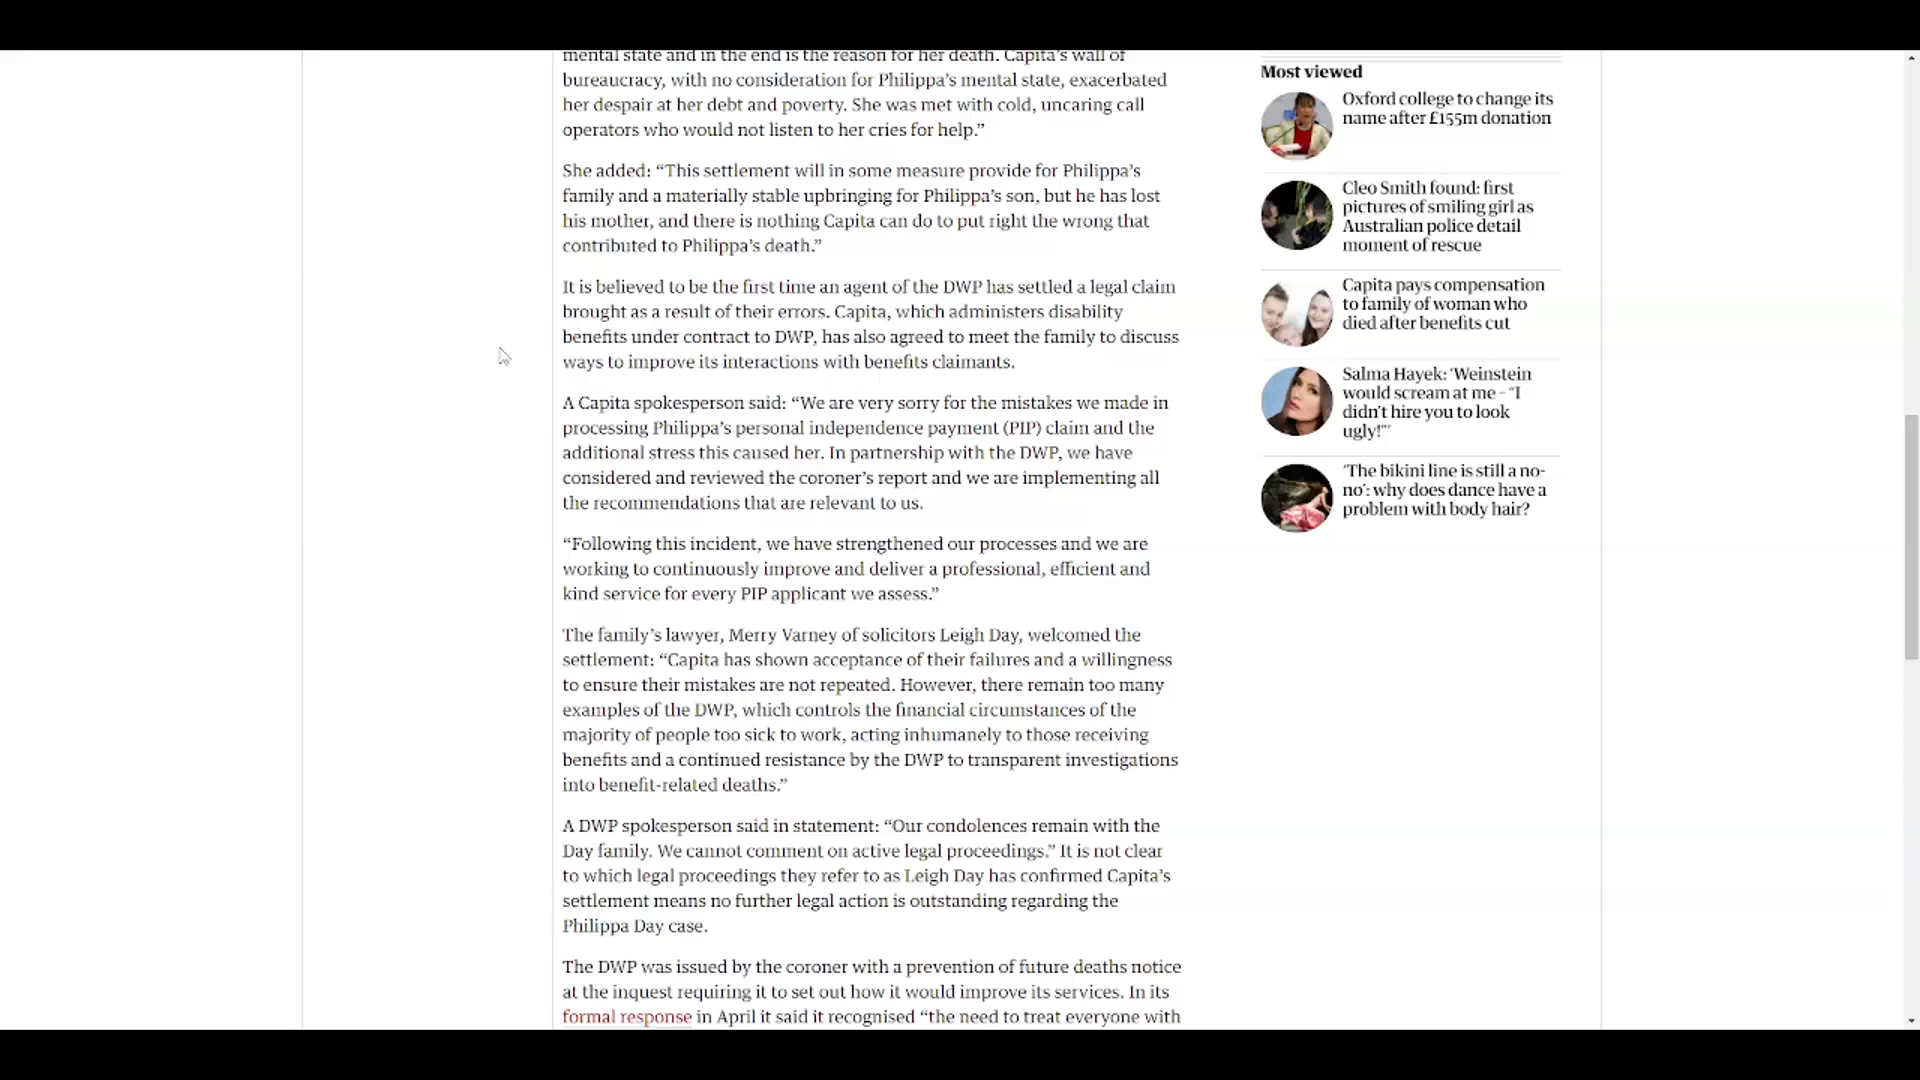 mental state and in the end is the reason for her death. Capita’s wall of
bureaucracy, with no consideration for Philippa’s mental state, exacerbated
her despair at her debt and poverty. She was met with cold, uncaring call
operators who would not listen to her cries for help.”
She added: “This settlement will in some measure provide for Philippa’s
family and a materially stable upbringing for Philippa’s son, but he has lost
his mother, and there is nothing Capita can do to put right the wrong that
contributed to Philippa’s death.”
It is believed to be the first time an agent of the DWP has settled a legal claim
brought as a result of their errors. Capita, which administers disability
benefits under contract to DWP, has also agreed to meet the family to discuss
ways to improve its interactions with benefits claimants.
A Capita spokesperson said: “We are very sorry for the mistakes we made in
processing Philippa’s personal independence payment (PIP) claim and the
additional stress this caused her. In partnership with the DWP, we have
considered and reviewed the coroner’s report and we are implementing all
the recommendations that are relevant to us.
“Following this incident, we have strengthened our processes and we are
working to continuously improve and deliver a professional, efficient and
kind service for every PIP applicant we assess.”
The family’s lawyer, Merry Varney of solicitors Leigh Day, welcomed the
settlement: “Capita has shown acceptance of their failures and a willingness
to ensure their mistakes are not repeated. However, there remain too many
examples of the DWP, which controls the financial circumstances of the
majority of people too sick to work, acting inhumanely to those receiving
benefits and a continued resistance by the DWP to transparent investigations
into benefit-related deaths.”
A DWP spokesperson said in statement: “Our condolences remain with the
Day family. We cannot comment on active legal proceedings.” It is not clear
to which legal proceedings they refer to as Leigh Day has confirmed Capita’s
settlement means no further legal action is outstanding regarding the
Philippa Day case.
The DWP was issued by the coroner with a prevention of future deaths notice
at the inquest requiring it to set out how it would improve its services. In its
formal response in April it said it recognised “the need to treat everyone with
Most viewed
Oxford college to change its
name after £155m donation
Cleo Smith found: first
pictures of smiling girl as
Australian police detail
moment of rescue
Capita pays compensation
to family of woman who
died after benefits cut
Salma Hayek: ‘Weinstein
would scream at me – “I
didn’t hire you to look
ugly!”’
‘The bikini line is still a no-
no’: why does dance have a
problem with body hair?